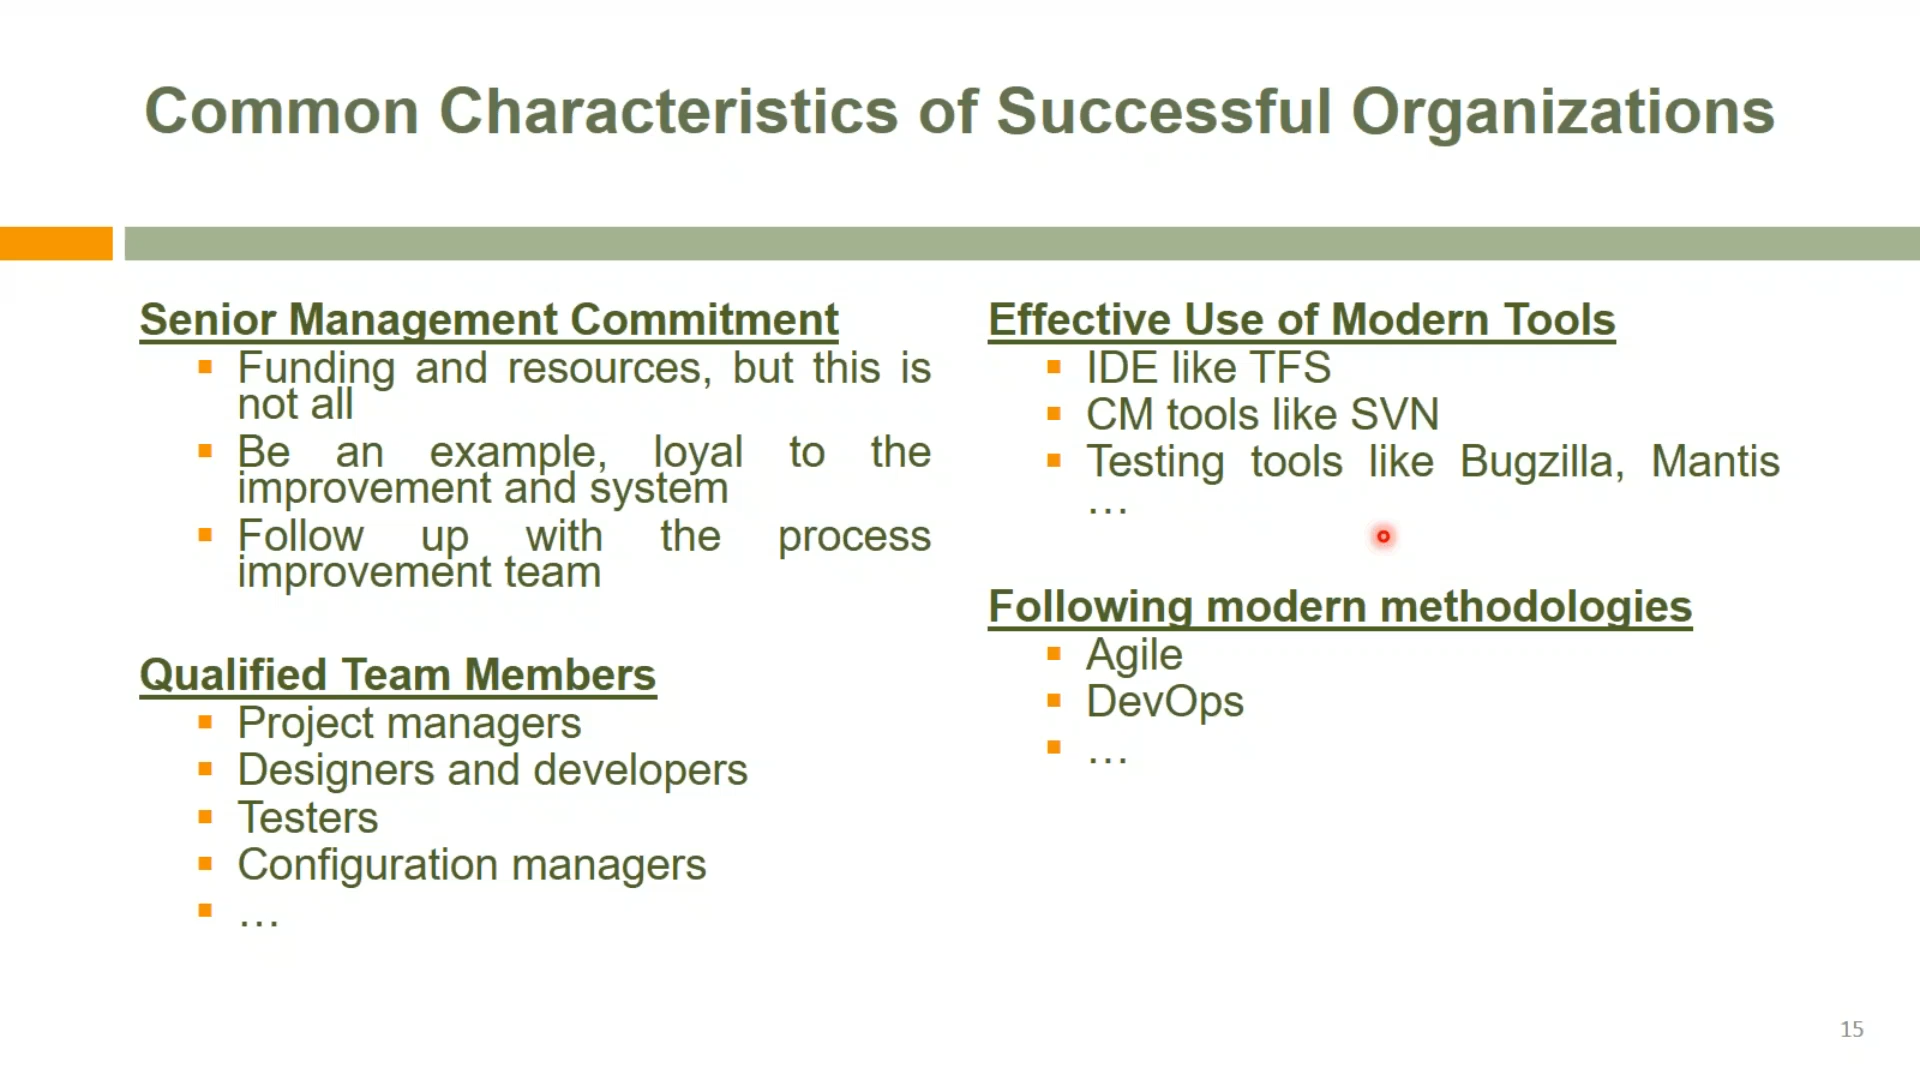 Common Characteristics of Successful Organizations
Senior Management Commitment
Funding and resources, but this is
not all
Be an example, loyal to the
improvement and system
Follow up with the process
improvement team
Qualified Team Members
Project managers
Designers and developers
Testers
Configuration managers
…
Effective Use of Modern Tools
IDE like TFS
CM tools like SVN
Testing tools like Bugzilla, Mantis
…
Following modern methodologies
Agile
DevOps
…
15